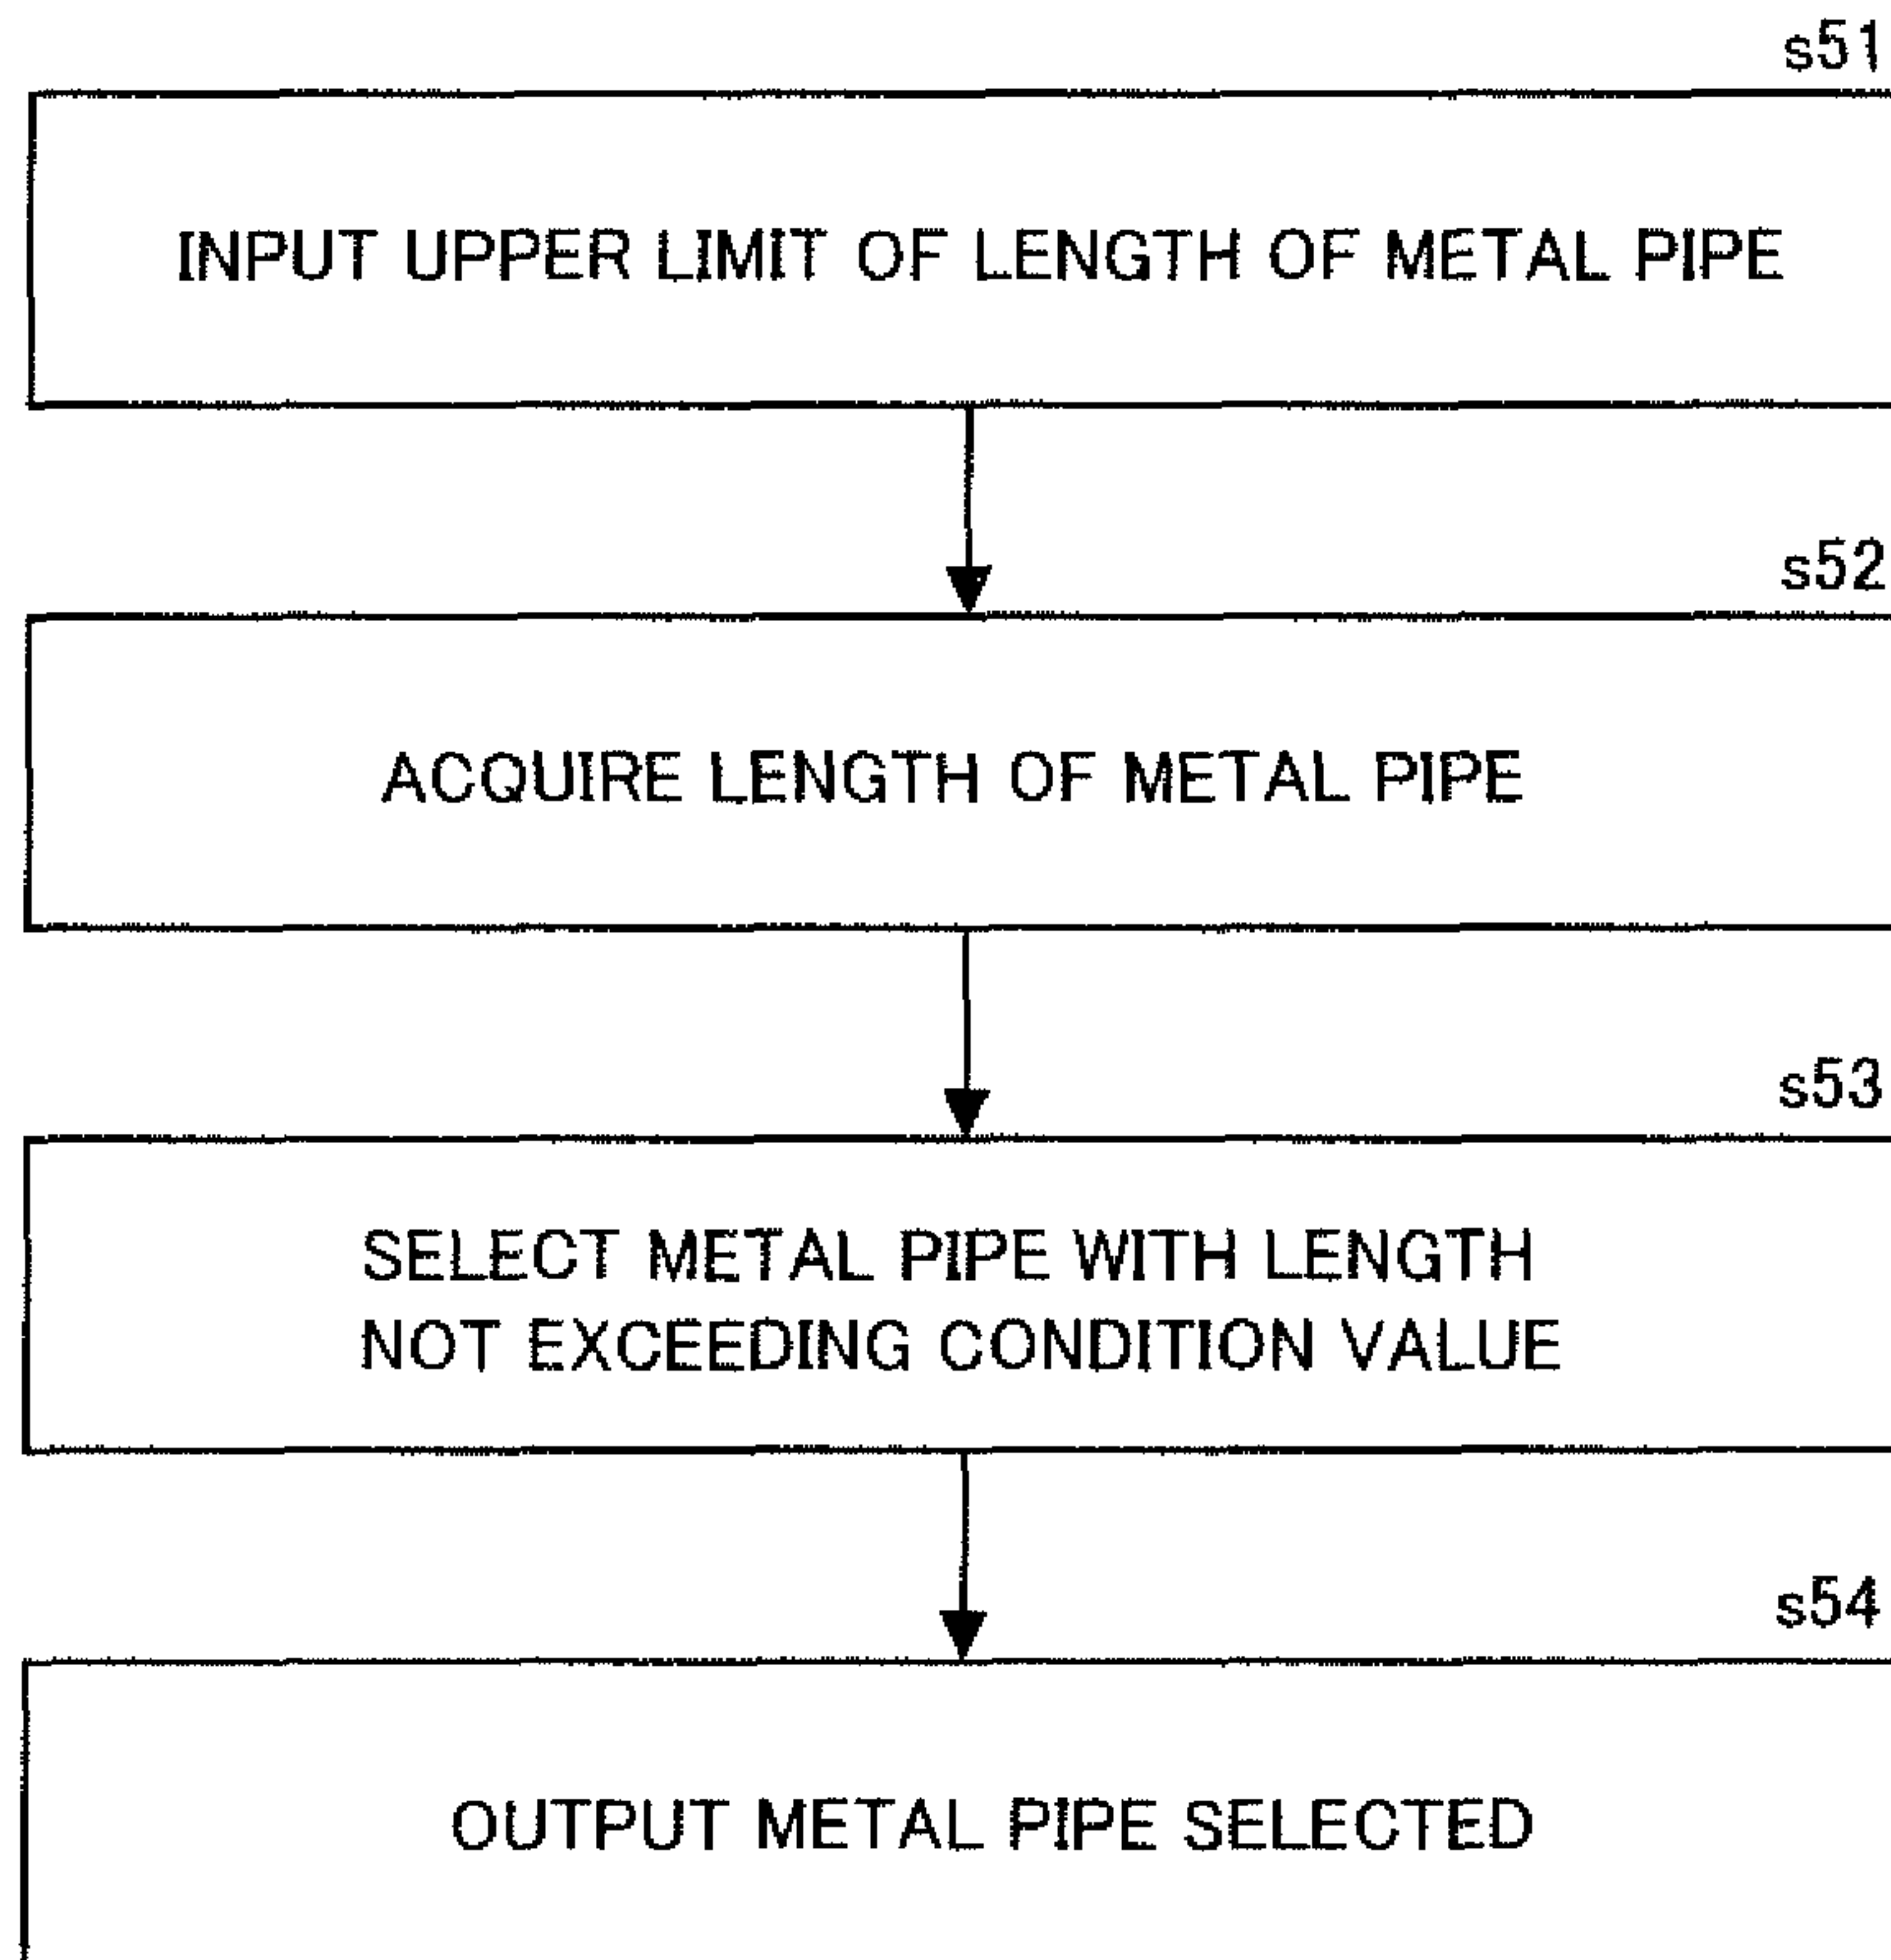 s51
INPUT UPPER LIMIT OF LENGTH OF METAL PIPE
s52
ACQUIRE LENGTH OF METAL PIPE
s53
SELECT METAL PIPE WITH LENGTH
NOT EXCEEDING CONDITION VALUE
s54
OUTPUT METAL PIPE SELECTED